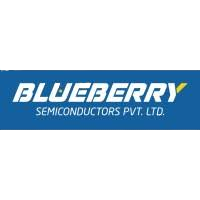 BLUEBERRY
SEMICONDUCTORS PVT. LTD.